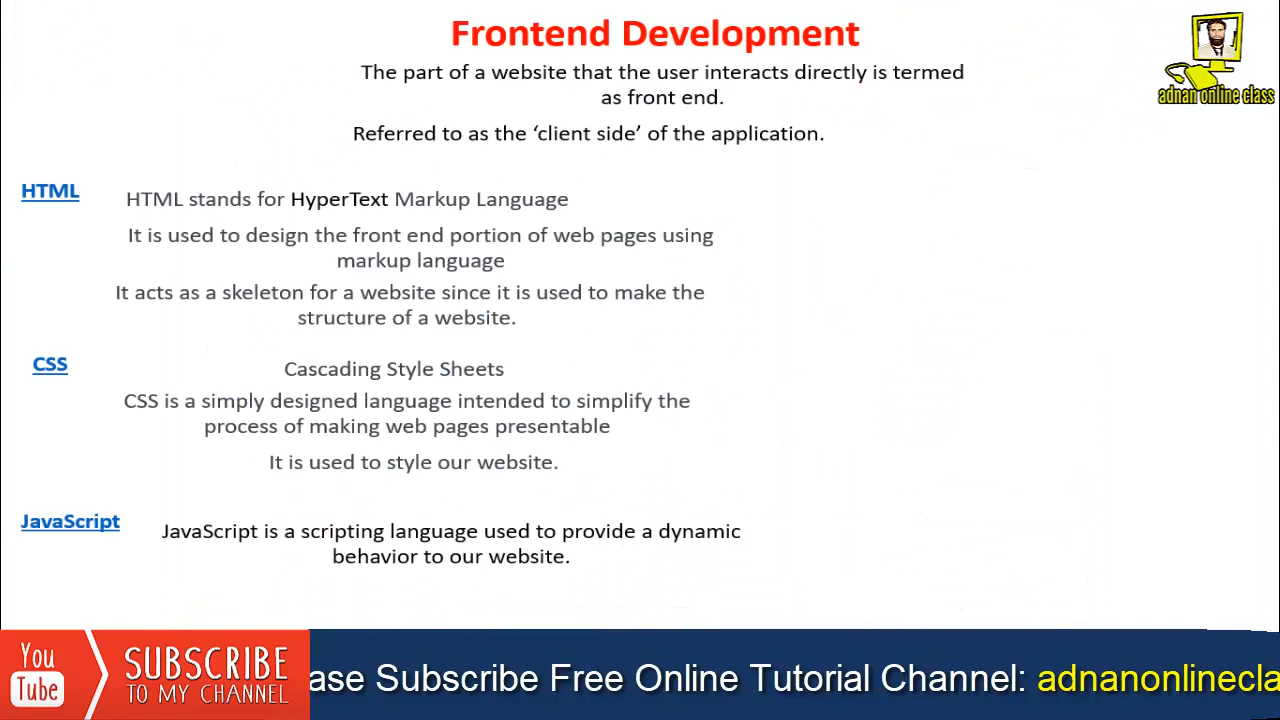 Frontend Development
The part of a website that the user interacts directly is termed
as front end.
adnan online class
Referred to as the ‘client side’ of the application.
HTML
HTML stands for HyperText Markup Language
It is used to design the front end portion of web pages using
markup language
It acts as a skeleton for a website since it is used to make the
structure of a website.
CSS
Cascading Style Sheets
CSS is a simply designed language intended to simplify the
process of making web pages presentable
It is used to style our website.
JavaScript
JavaScript is a scripting language used to provide a dynamic
behavior to our website.
You
Tube
SUBSCRIBE
TO MY CHANNEL
ase Subscribe Free Online Tutorial Channel: adnanonlinecla